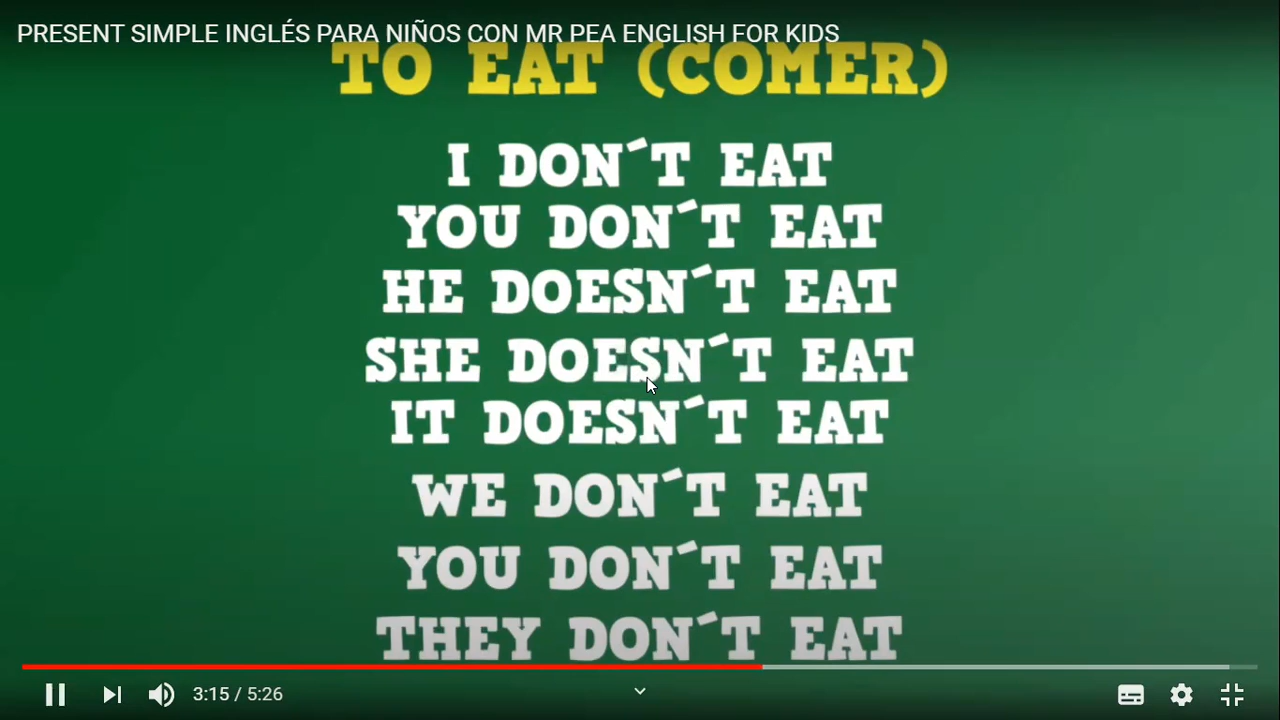 PRESENT SIMPLE INGLÉS PARA NIÑOS CON MR PEA ENGLISH FOR KIDS
TO EAT (COMER)
I DON´T EAT
YOU DON´T EAT
HE DOESN´T EAT
SHE DOESN´T EAT
IT DOESN´T EAT
WE DON´T EAT
YOU DON´T EAT
THEY DON´T EAT
3:15 / 5:26